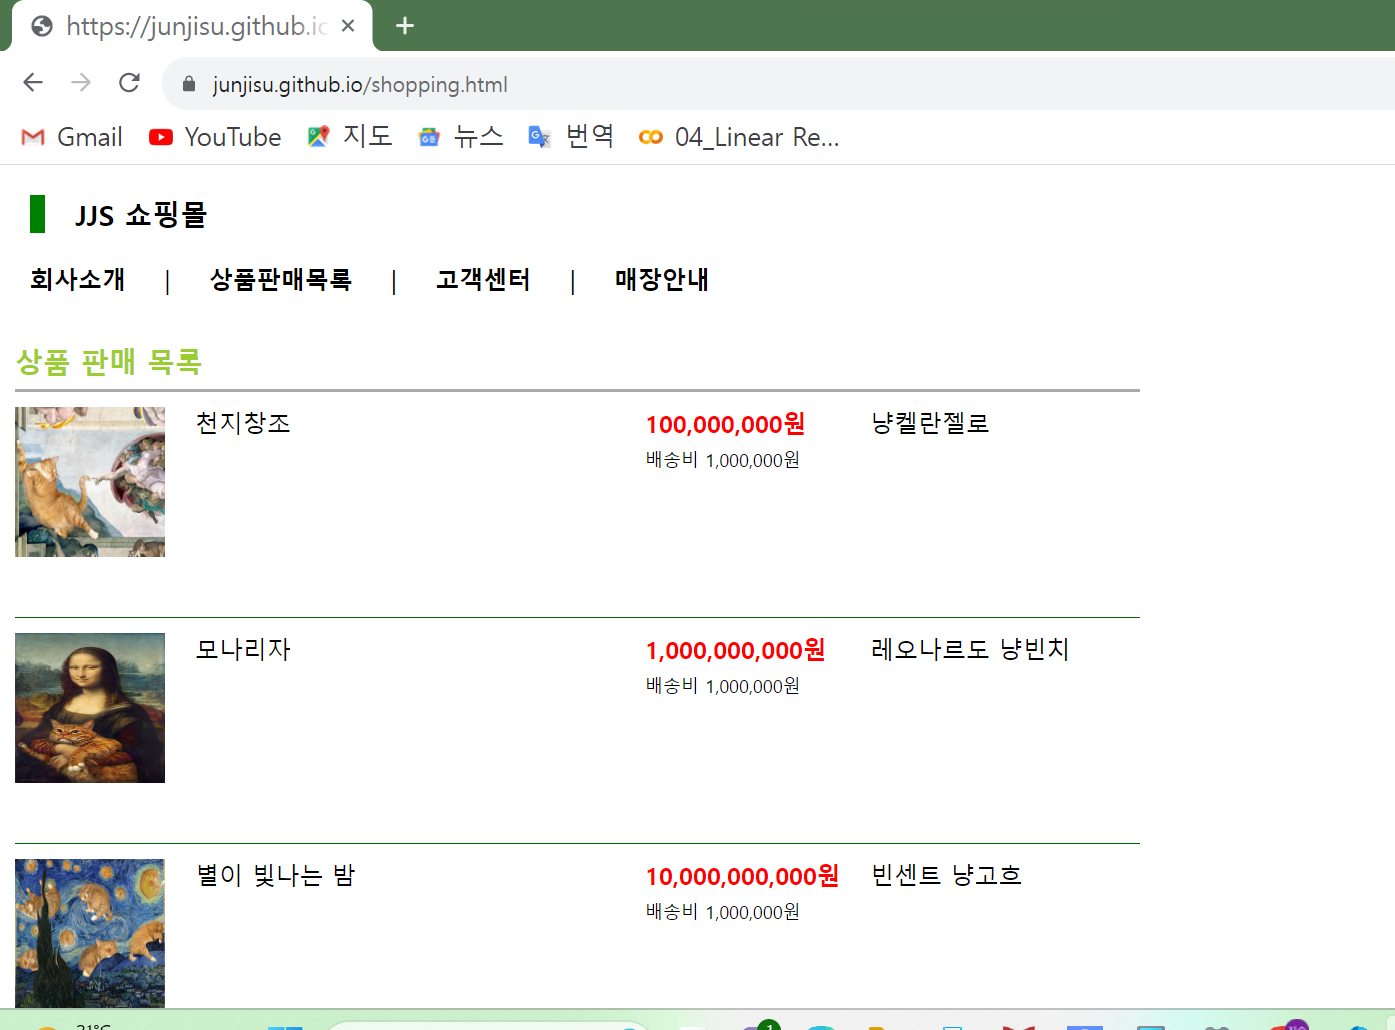 https://junjisu.github.io
junjisu.github.io/shopping.html
Gmail YouTube 지도 뉴스 번역 04_Linear Re...
JJS 쇼핑몰
회사소개 | 상품판매목록 | 고객센터 | 매장안내
상품 판매 목록
천지창조 100,000,000원 냥켈란젤로
배송비 1,000,000원
모나리자 1,000,000,000원 레오나르도 냥빈치
배송비 1,000,000원
별이 빛나는 밤 10,000,000,000원 빈센트 냥고흐
배송비 1,000,000원